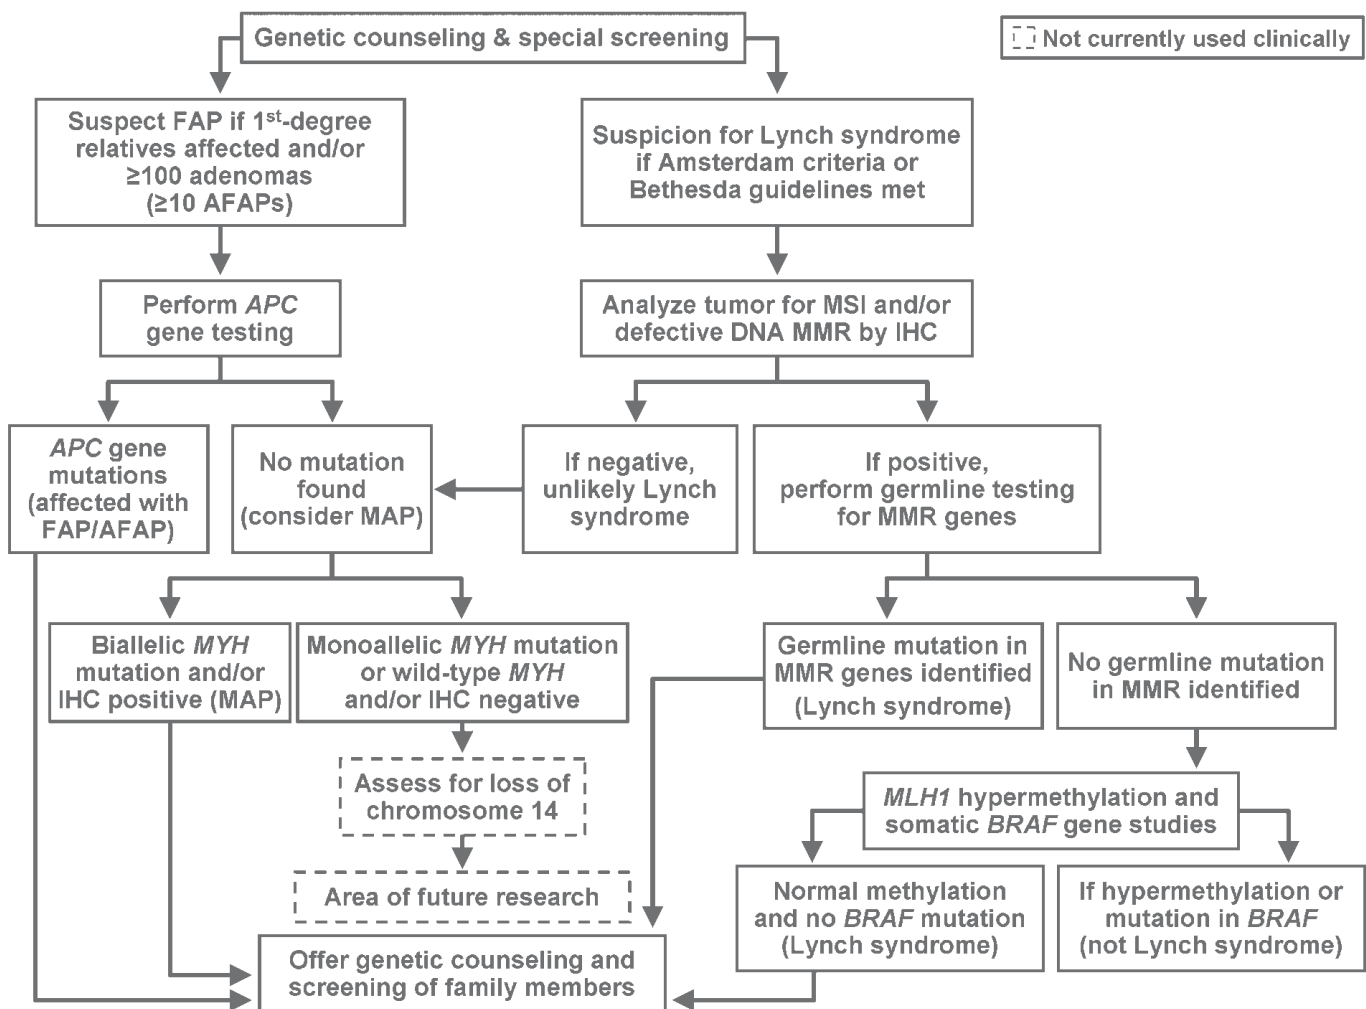 Genetic counseling & special screening
Not currently used clinically
Suspect FAP if 1st-degree
relatives affected and/or
≥100 adenomas
(≥10 AFAPs)
Suspicion for Lynch syndrome
if Amsterdam criteria or
Bethesda guidelines met
Perform APC
gene testing
Analyze tumor for MSI and/or
defective DNA MMR by IHC
APC gene
mutations
(affected with
FAP/AFAP)
No mutation
found
(consider MAP)
If negative,
unlikely Lynch
syndrome
If positive,
perform germline testing
for MMR genes
Biallelic MYH
mutation and/or
IHC positive (MAP)
Monoallelic MYH mutation
or wild-type MYH
and/or IHC negative
Germline mutation in
MMR genes identified
(Lynch syndrome)
No germline mutation
in MMR identified
Assess for loss of
chromosome 14
MLH1 hypermethylation and
somatic BRAF gene studies
Area of future research
Normal methylation
and no BRAF mutation
(Lynch syndrome)
If hypermethylation or
mutation in BRAF
(not Lynch syndrome)
Offer genetic counseling and
screening of family members